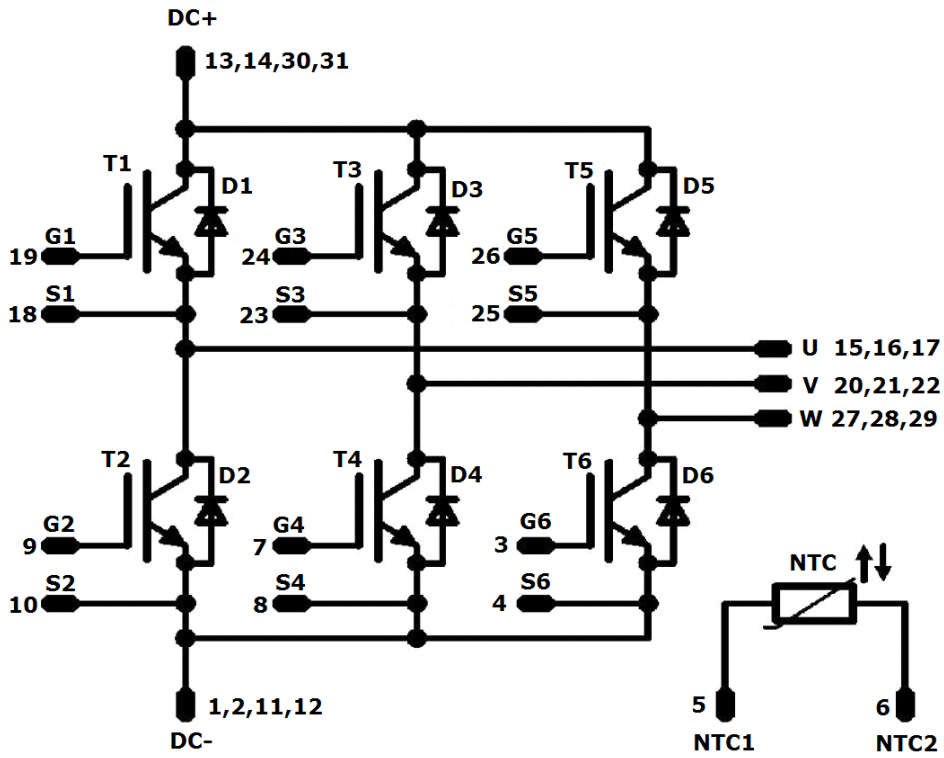 DC+
13,14,30,31
T1 D1 T3 D3 T5 D5
G1 G3 G5
19 24 26
S1 S3 S5
18 23 25
U 15,16,17
V 20,21,22
W 27,28,29
T2 D2 T4 D4 T6 D6
G2 G4 G6
9 7 3
S2 S4 S6
10 8 4
NTC
1,2,11,12
DC-
5 6
NTC1 NTC2